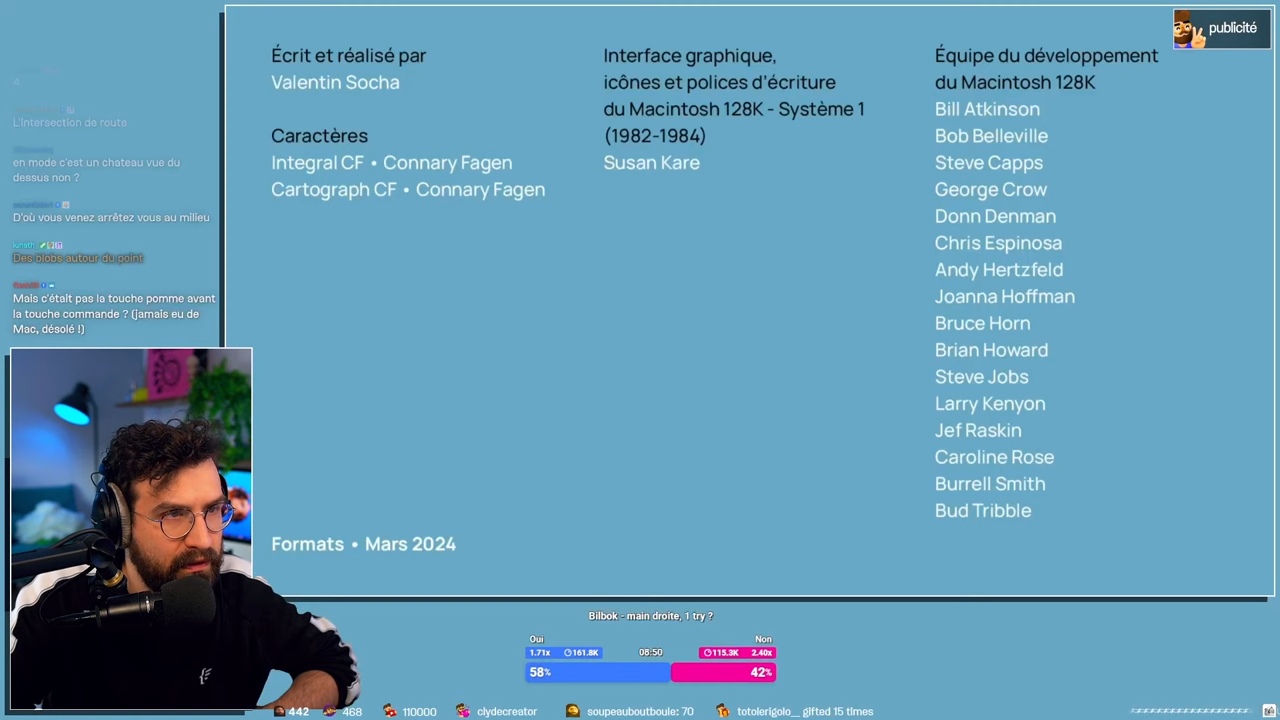 publicité
Écrit et réalisé par
Valentin Socha
Caractères
Integral CF • Connary Fagen
Cartograph CF • Connary Fagen
Formats • Mars 2024
Interface graphique,
icônes et polices d'écriture
du Macintosh 128K - Système 1
(1982-1984)
Susan Kare
Équipe du développement
du Macintosh 128K
Bill Atkinson
Bob Belleville
Steve Capps
George Crow
Donn Denman
Chris Espinosa
Andy Hertzfeld
Joanna Hoffman
Bruce Horn
Brian Howard
Steve Jobs
Larry Kenyon
Jef Raskin
Caroline Rose
Burrell Smith
Bud Tribble
L'intersection de route
en mode c'est un chateau vue du
dessus non ?
D'où vous venez arrêtez vous au milieu
Des blobs autour du point
Mais c'était pas la touche pomme avant
la touche commande ? (jamais eu de
Mac, désolé !)
Bilbok - main droite, 1 try ?
Oui Non
1.71x 161.8K 08:50 115.3K 2.40x
58% 42%
442 468 110000 clydecreator soupeauboutboule: 70 totolerigolo__ gifted 15 times